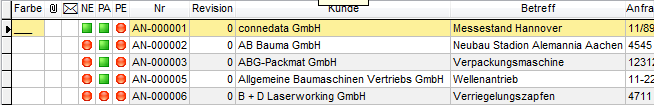 Farbe NE PA PE Nr Revision Kunde Betreff Anfra
AN-000001 0 connedata GmbH Messestand Hannover 11/89
AN-000002 0 AB Bauma GmbH Neubau Stadion Alemannia Aachen 4545
AN-000003 0 ABG-Packmat GmbH Verpackungsmaschine 12312
AN-000005 0 Allgemeine Baumaschinen Vertriebs GmbH Wellenantrieb 11-22
AN-000006 0 B + D Laserworking GmbH Verriegelungszapfen 4711